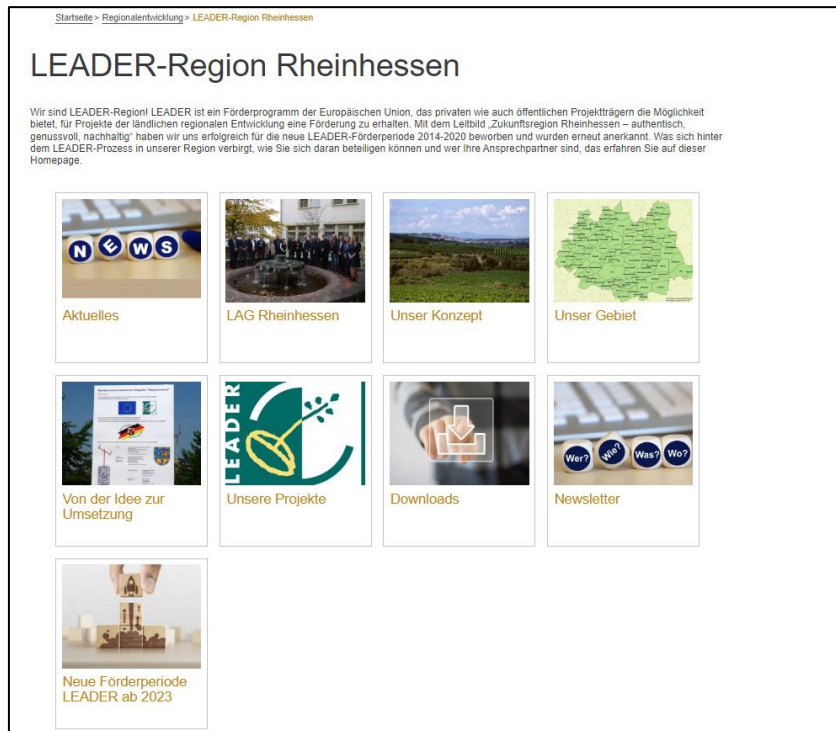 Startseite > Regionalentwicklung > LEADER-Region Rheinhessen
LEADER-Region Rheinhessen
Wir sind LEADER-Region! LEADER ist ein Förderprogramm der Europäischen Union, das privaten wie auch öffentlichen Projektträgern die Möglichkeit
bietet, für Projekte der ländlichen regionalen Entwicklung eine Förderung zu erhalten. Mit dem Leitbild „Zukunftsregion Rheinhessen – authentisch,
genussvoll, nachhaltig“ haben wir uns erfolgreich für die neue LEADER-Förderperiode 2014-2020 beworben und wurden erneut anerkannt. Was sich hinter
dem LEADER-Prozess in unserer Region verbirgt, wie Sie sich daran beteiligen können und wer Ihre Ansprechpartner sind, das erfahren Sie auf dieser
Homepage.
NEWS
Aktuelles
LAG Rheinhessen
Unser Konzept
Unser Gebiet
Von der Idee zur
Umsetzung
LEADER
Unsere Projekte
Downloads
Wer? Wie? Was? Wo?
Newsletter
Neue Förderperiode
LEADER ab 2023